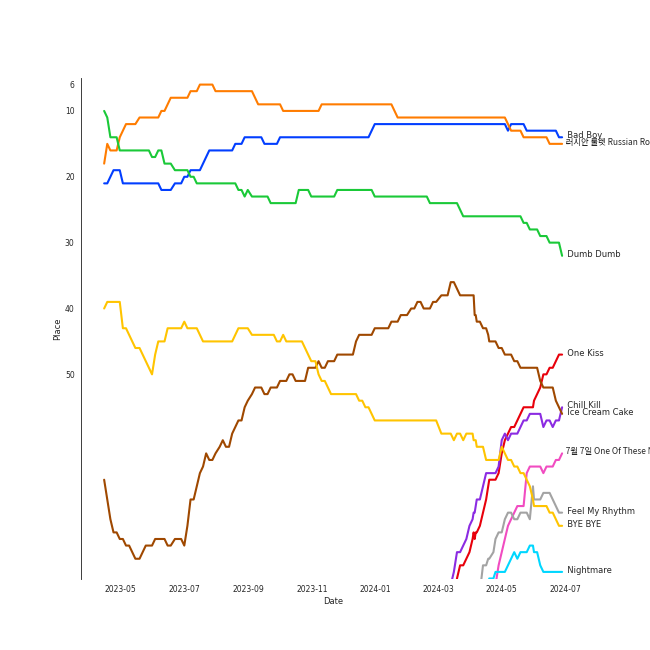 6
10
20
30
40
50
Place
Bad Boy
러시안 룰렛 Russian Ro
Dumb Dumb
One Kiss
Chill Kill
Ice Cream Cake
7월 7일 One Of These N
Feel My Rhythm
BYE BYE
Nightmare
2023-05 2023-07 2023-09 2023-11 2024-01 2024-03 2024-05 2024-07
Date